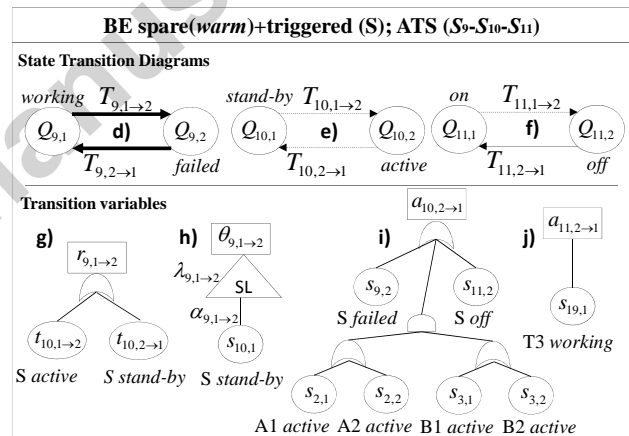 BE spare(warm)+triggered (S); ATS (S9-S10-S11)
State Transition Diagrams
working T9,1→2 stand-by T10,1→2 on T11,1→2
Q9,1 d) Q9,2 Q10,1 e) Q10,2 Q11,1 f) Q11,2
T9,2→1 failed T10,2→1 active T11,2→1 off
Transition variables
g) h) i) j)
r9,1→2
θ9,1→2
λ9,1→2
SL
α9,1→2
a10,2→1
a11,2→1
t10,1→2 t10,2→1
S active S stand-by
s10,1
S stand-by
s9,2 s11,2
S failed S off
s19,1
T3 working
s2,1 s2,2 s3,1 s3,2
A1 active A2 active B1 active B2 active